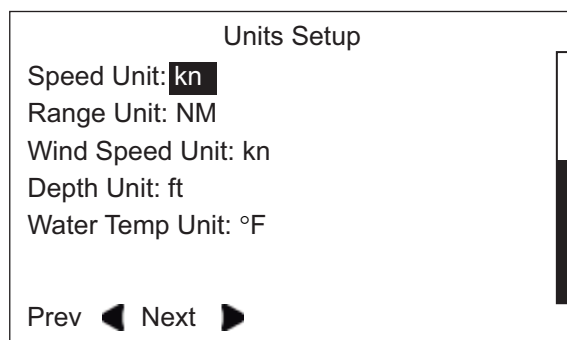 Units Setup
Speed Unit: kn
Range Unit: NM
Wind Speed Unit: kn
Depth Unit: ft
Water Temp Unit: °F
Prev ◀ Next ▶